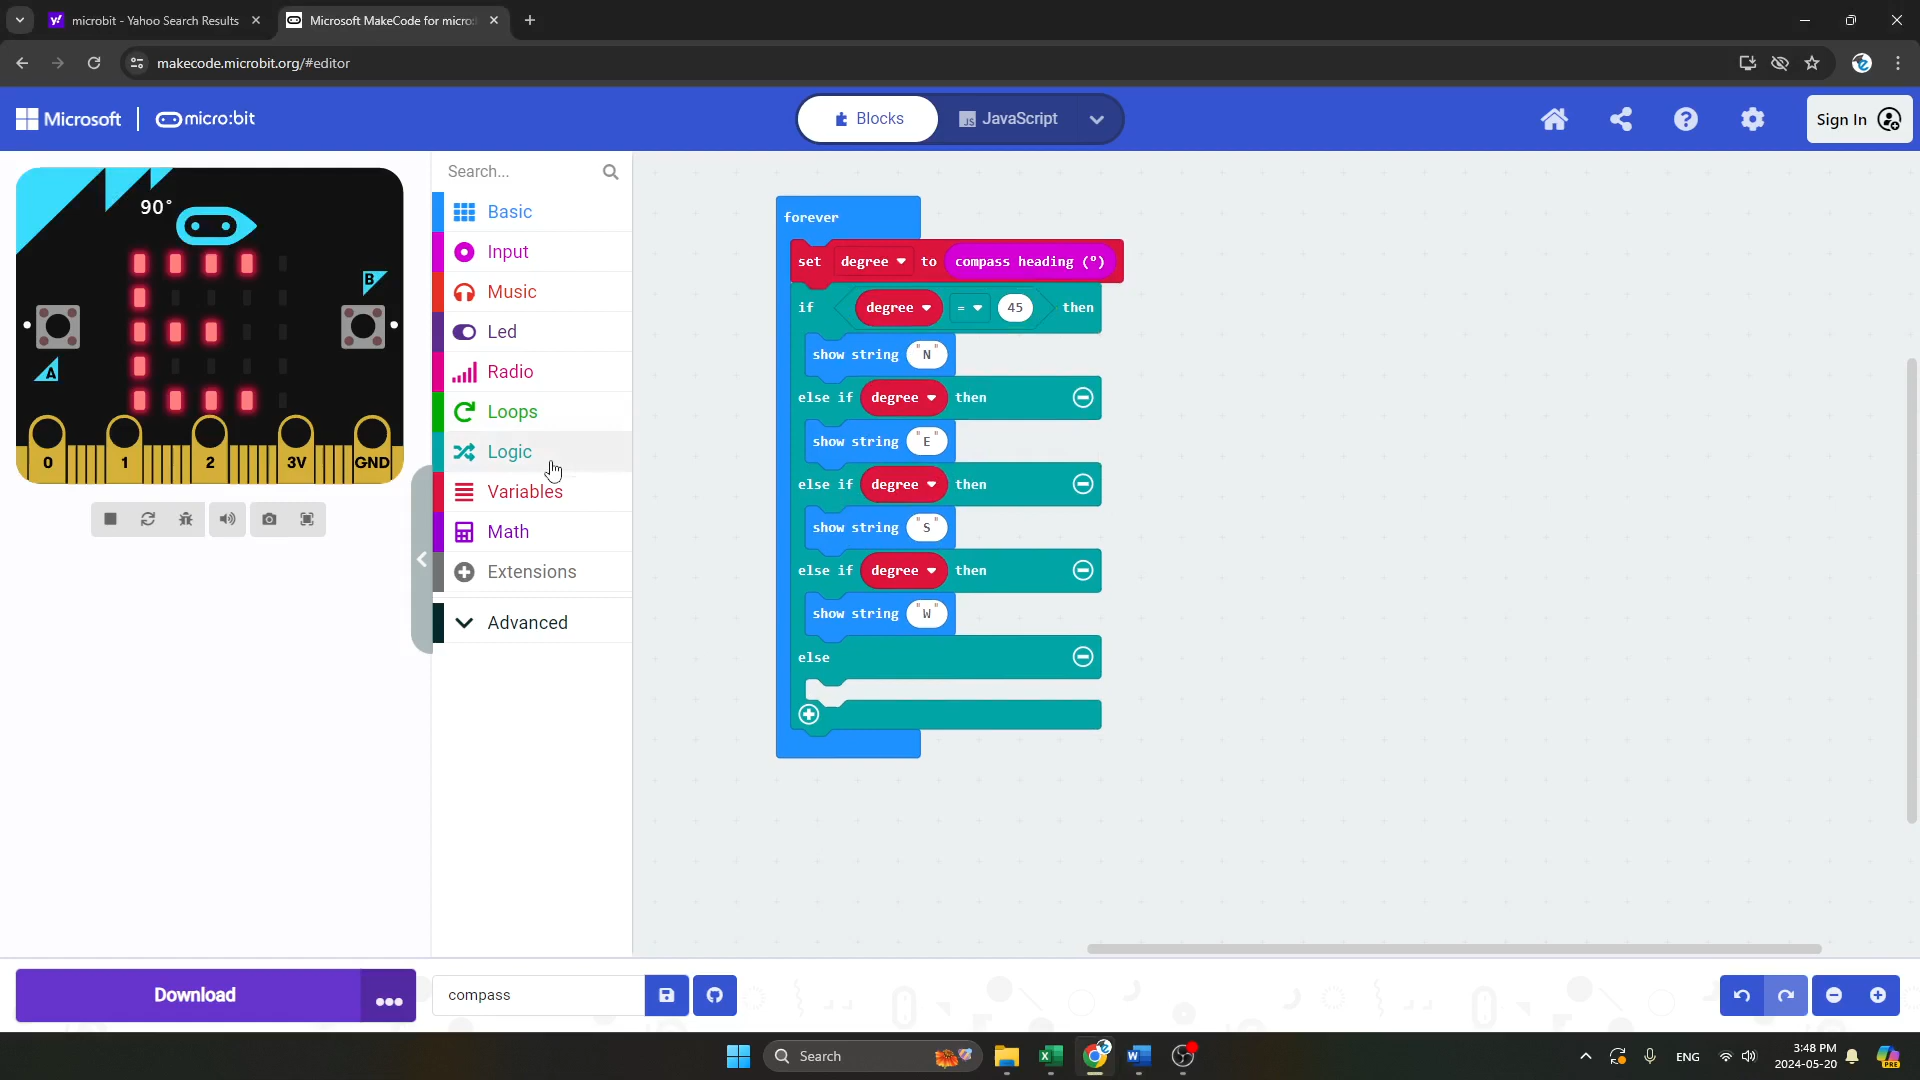 microbit - Yahoo Search Results
Microsoft MakeCode for micro:
makecode.microbit.org/#editor
Microsoft
micro:bit
Blocks
JS JavaScript
Sign In
Search...
Basic
Input
Music
Led
Radio
Loops
Logic
Variables
Math
Extensions
Advanced
90°
B
A
0 1 2 3V GND
forever
set degree to compass heading (°)
if degree = 45 then
show string "N"
else if degree then
show string "E"
else if degree then
show string "S"
else if degree then
show string "W"
else
Download
compass
Search
ENG
3:48 PM
2024-05-20
PRE